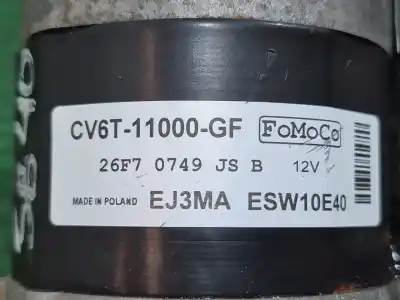 CV6T-11000-GF FoMoCo
26F7 0749 JS B 12V
MADE IN POLAND EJ3MA ESW10E40